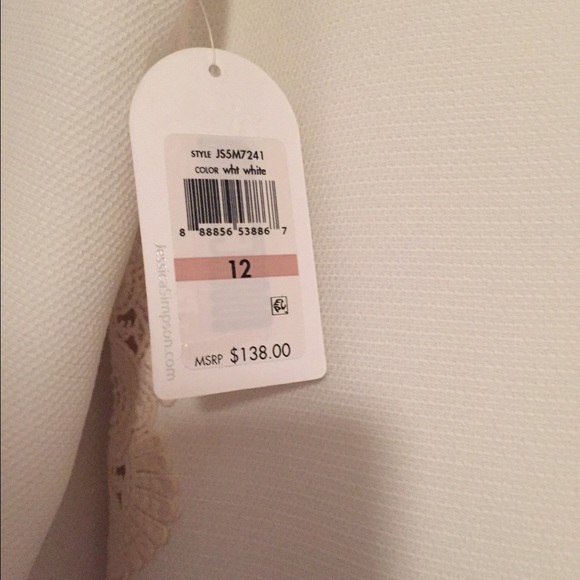 STYLE JS5M7241
COLOR wht white
8 88856 53886 7
12
MSRP $138.00
JessicaSimpson.com